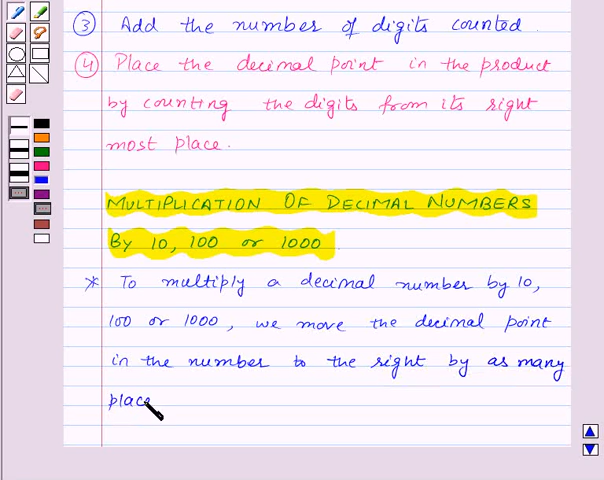 ③ Add the number of digits counted.
④ Place the decimal point in the product
by counting the digits from its right
most place.
MULTIPLICATION OF DECIMAL NUMBERS
By 10, 100 or 1000.
* To multiply a decimal number by 10,
100 or 1000, we move the decimal point
in the number to the right by as many
place